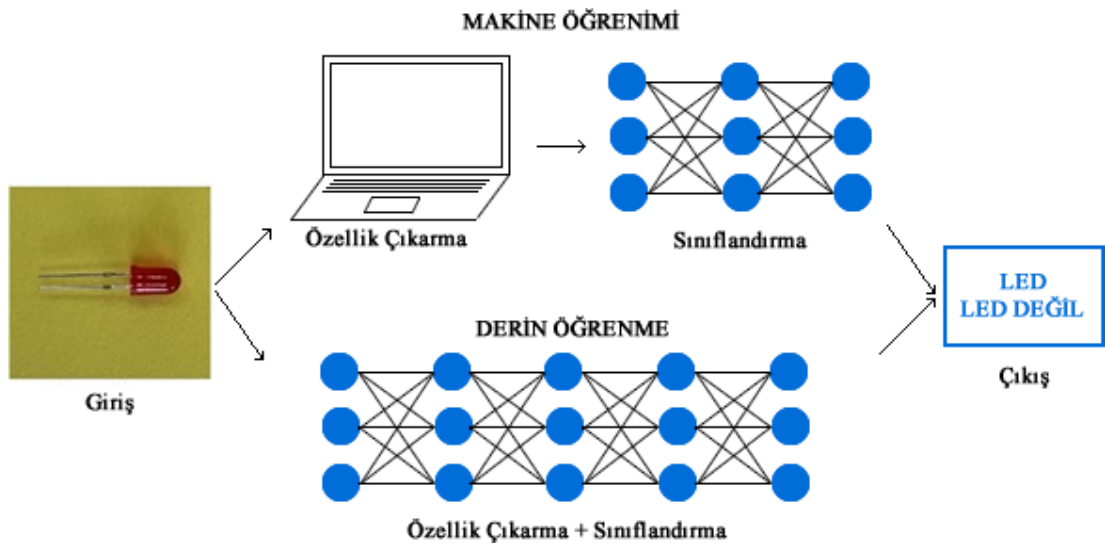 MAKİNE ÖĞRENİMİ
Özellik Çıkarma
Sınıflandırma
Giriş
DERİN ÖĞRENME
Özellik Çıkarma + Sınıflandırma
LED
LED DEĞİL
Çıkış